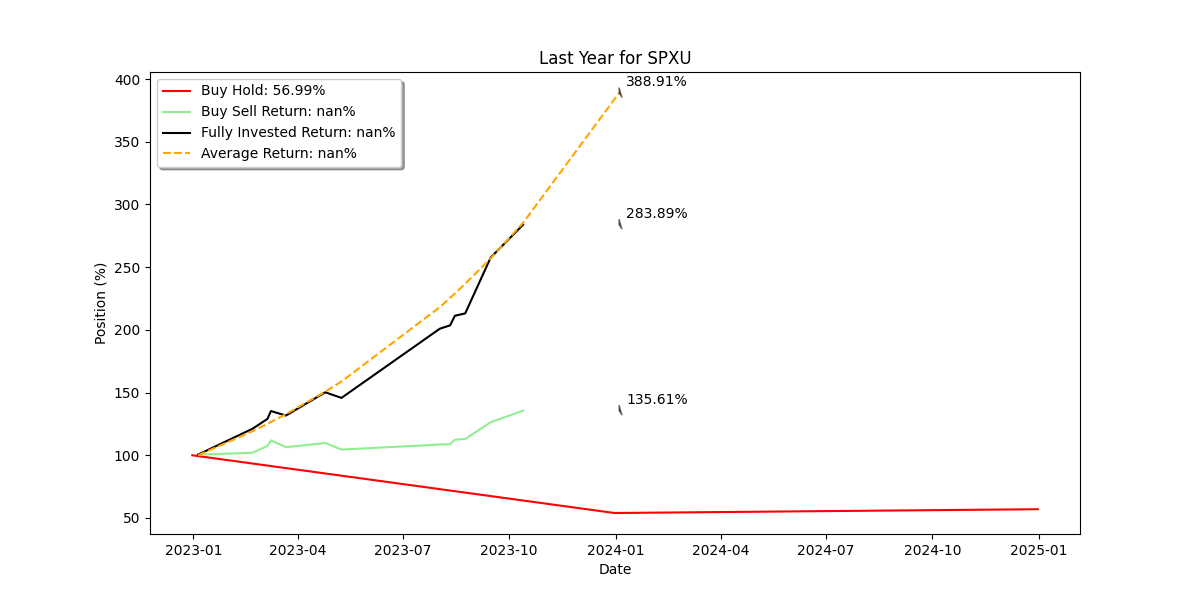 Last Year for SPXU
400
350
300
250
200
150
100
50
Position (%)
Buy Hold: 56.99%
Buy Sell Return: nan%
Fully Invested Return: nan%
Average Return: nan%
388.91%
283.89%
135.61%
2023-01 2023-04 2023-07 2023-10 2024-01 2024-04 2024-07 2024-10 2025-01
Date